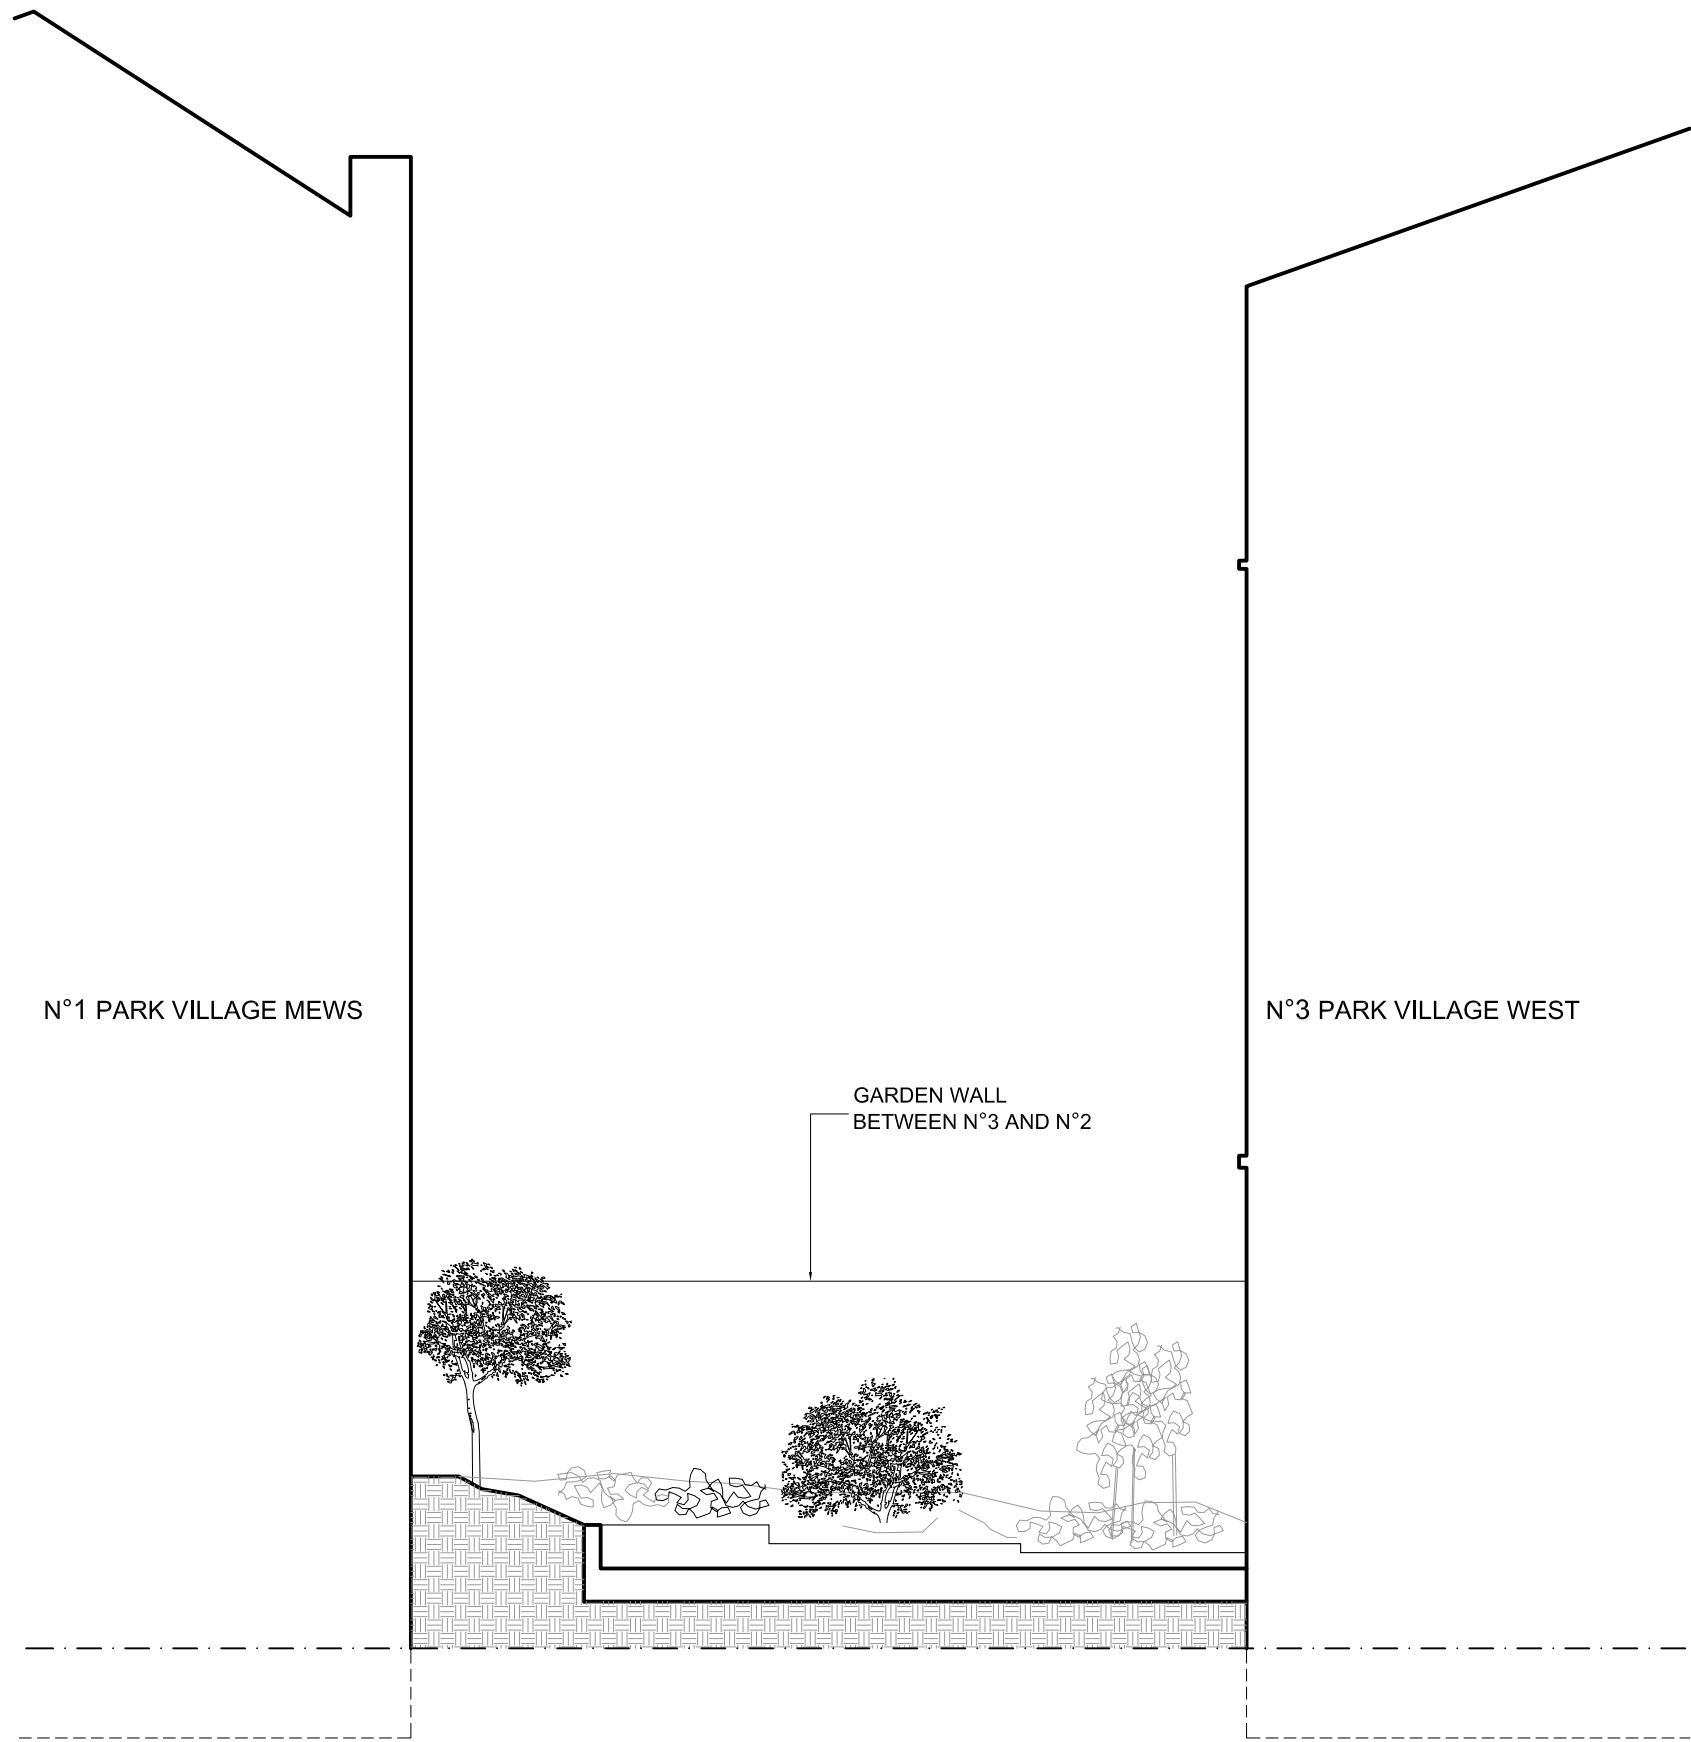 N°1 PARK VILLAGE MEWS
N°3 PARK VILLAGE WEST
GARDEN WALL
BETWEEN N°3 AND N°2